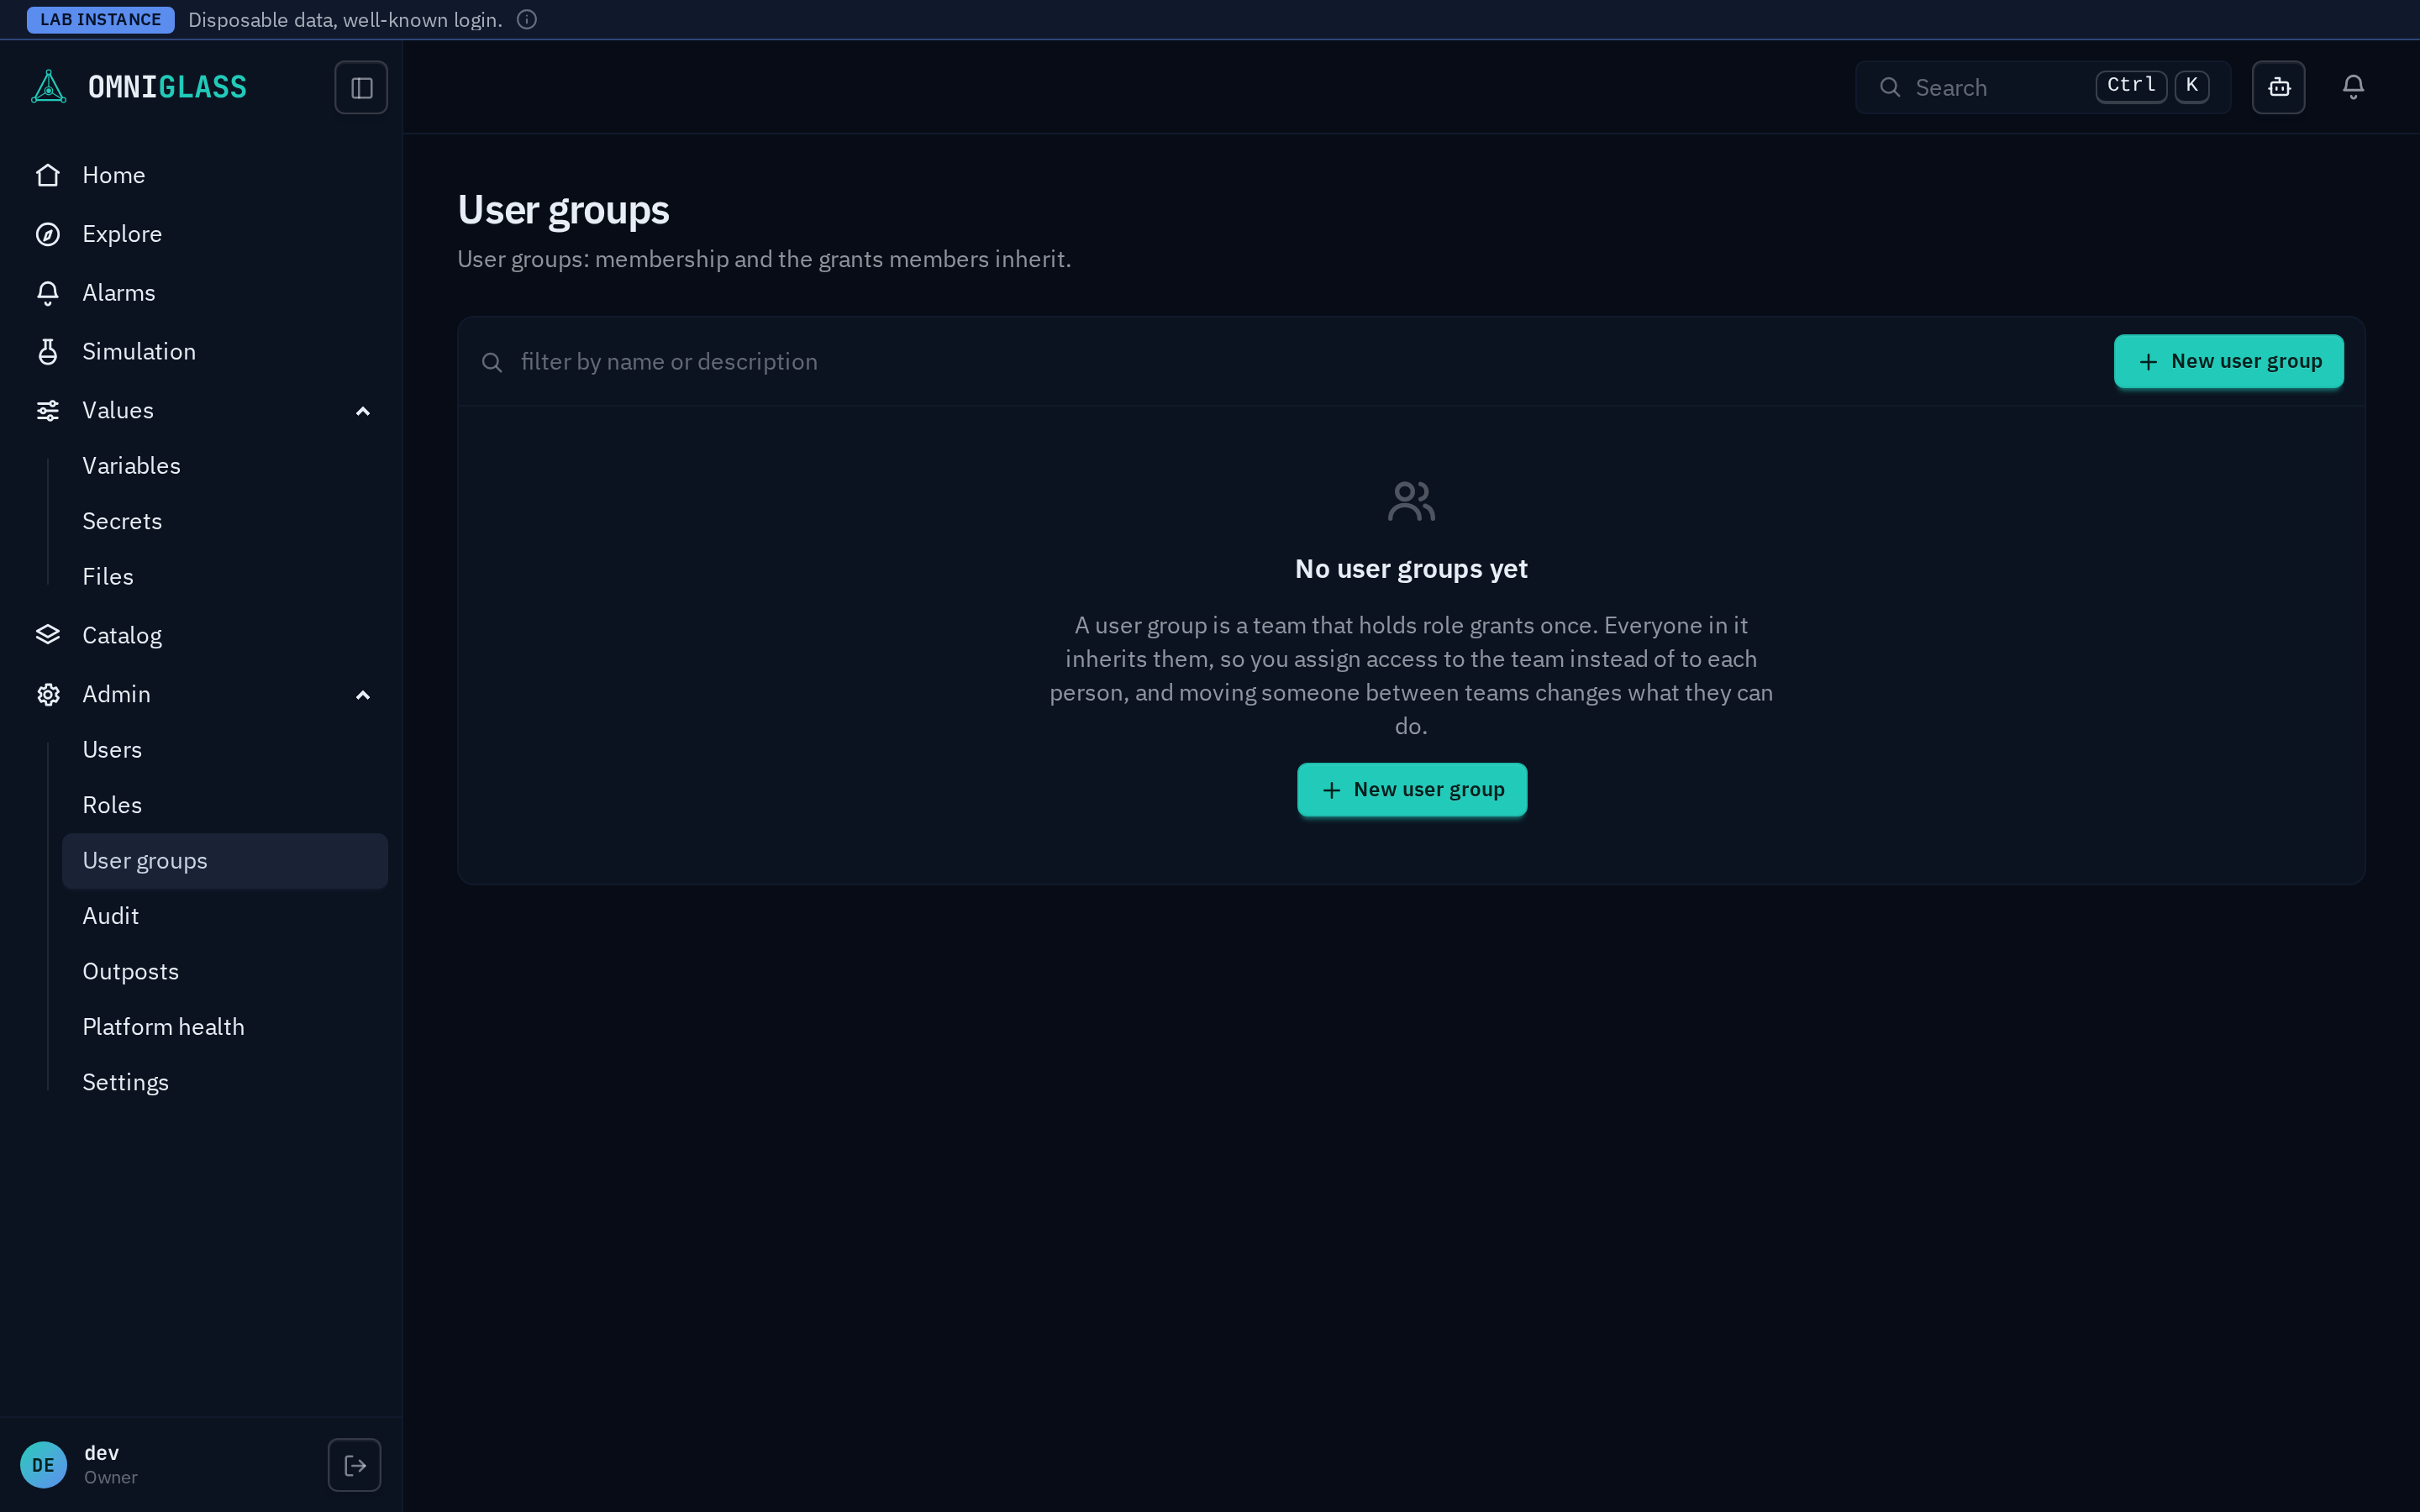 LAB INSTANCE Disposable data, well-known login.
OMNIGLASS
Search Ctrl K
Home
Explore
Alarms
Simulation
Values
Variables
Secrets
Files
Catalog
Admin
Users
Roles
User groups
Audit
Outposts
Platform health
Settings
DE dev
Owner
User groups
User groups: membership and the grants members inherit.
filter by name or description
New user group
No user groups yet
A user group is a team that holds role grants once. Everyone in it
inherits them, so you assign access to the team instead of to each
person, and moving someone between teams changes what they can
do.
New user group